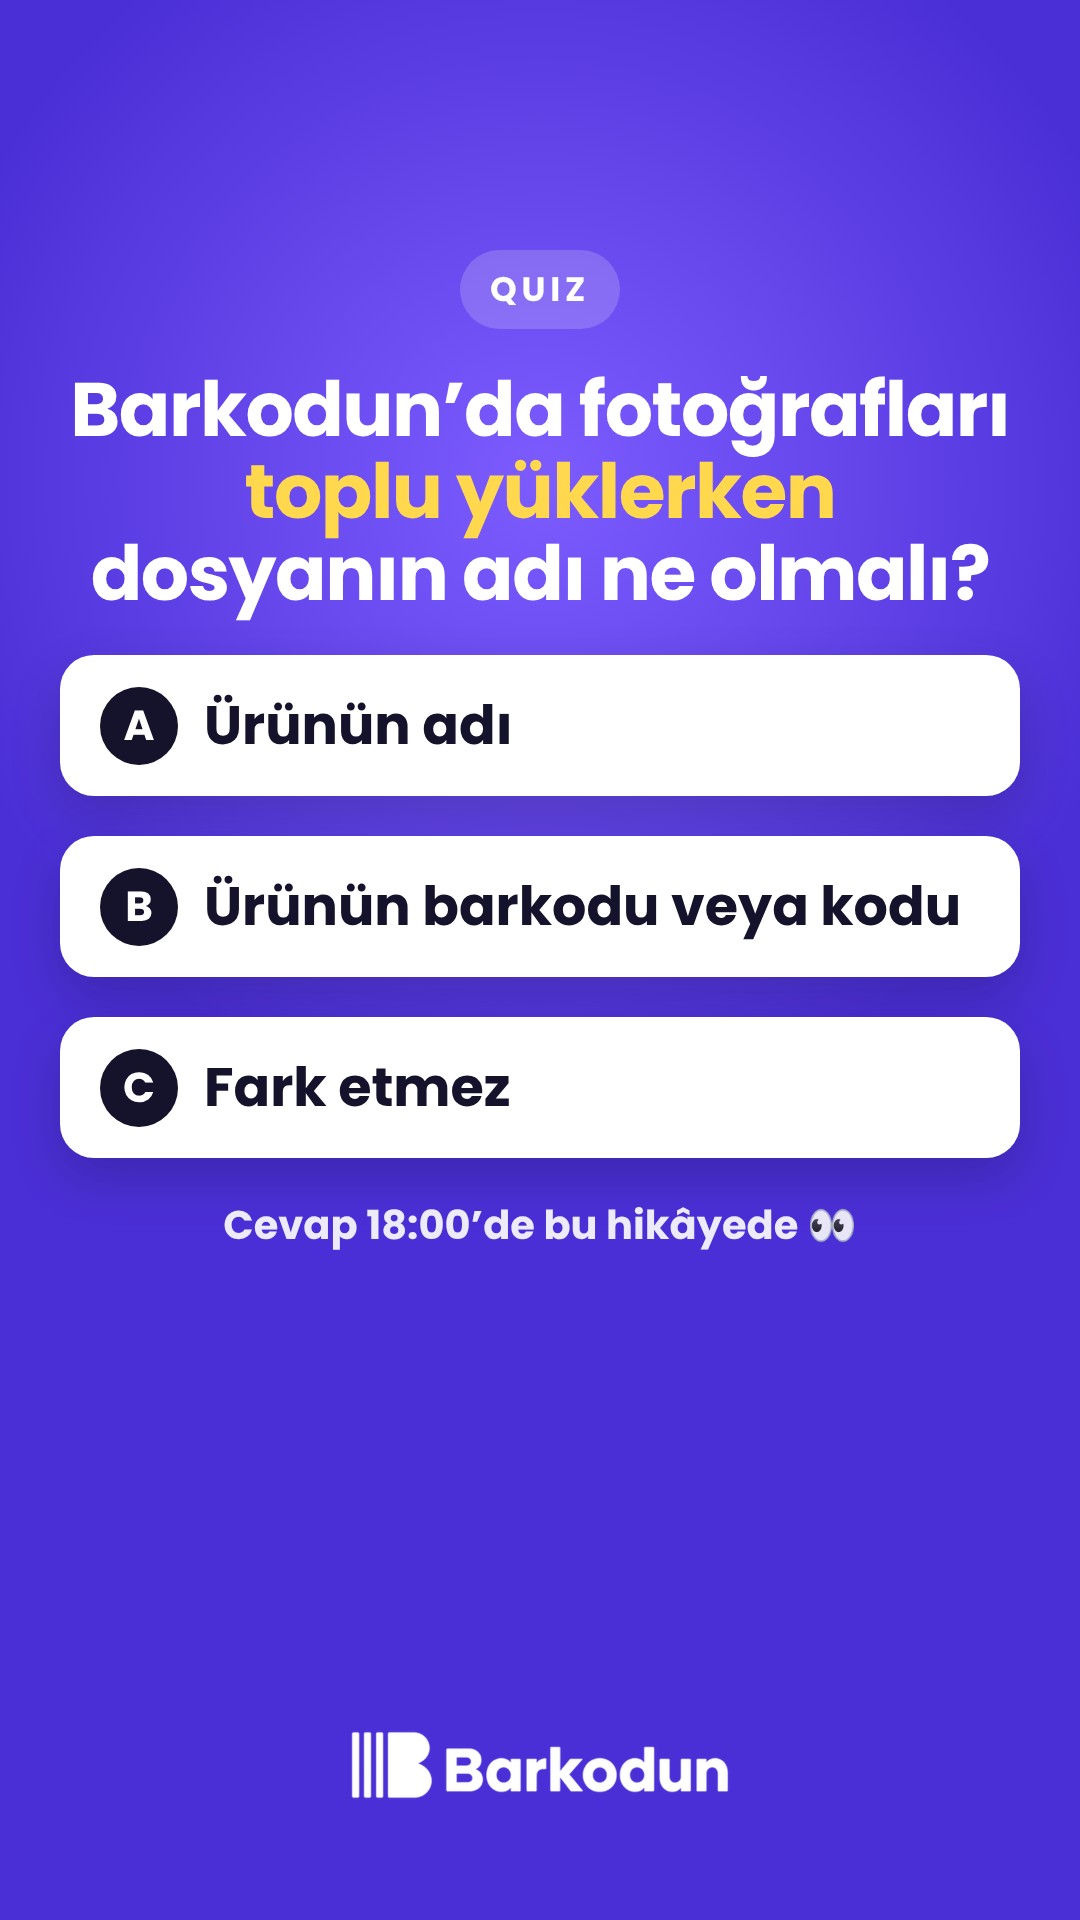 QUIZ
Barkodun’da fotoğrafları
toplu yüklerken
dosyanın adı ne olmalı?
A Ürünün adı
B Ürünün barkodu veya kodu
C Fark etmez
Cevap 18:00’de bu hikâyede 👀
Barkodun